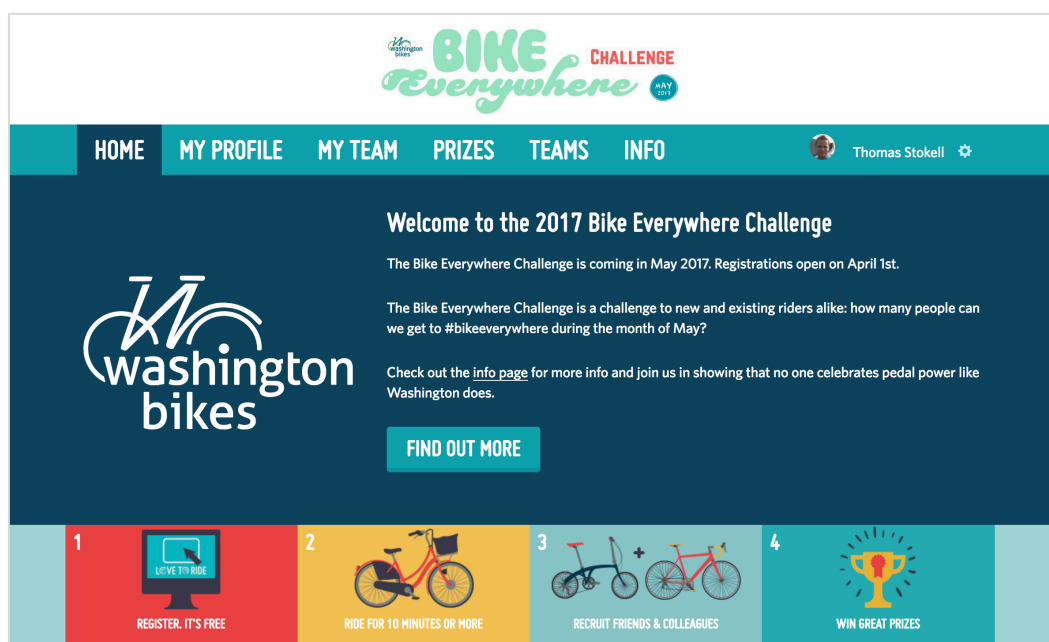 washington
bikes
BIKE
Everywhere
CHALLENGE
MAY
2017
HOME MY PROFILE MY TEAM PRIZES TEAMS INFO Thomas Stokell
Welcome to the 2017 Bike Everywhere Challenge
The Bike Everywhere Challenge is coming in May 2017. Registrations open on April 1st.
The Bike Everywhere Challenge is a challenge to new and existing riders alike: how many people can
we get to #bikeeverywhere during the month of May?
Check out the info page for more info and join us in showing that no one celebrates pedal power like
Washington does.
FIND OUT MORE
washington
bikes
1
LOVE TO RIDE
REGISTER. IT'S FREE
2
RIDE FOR 10 MINUTES OR MORE
3
+
RECRUIT FRIENDS & COLLEAGUES
4
WIN GREAT PRIZES